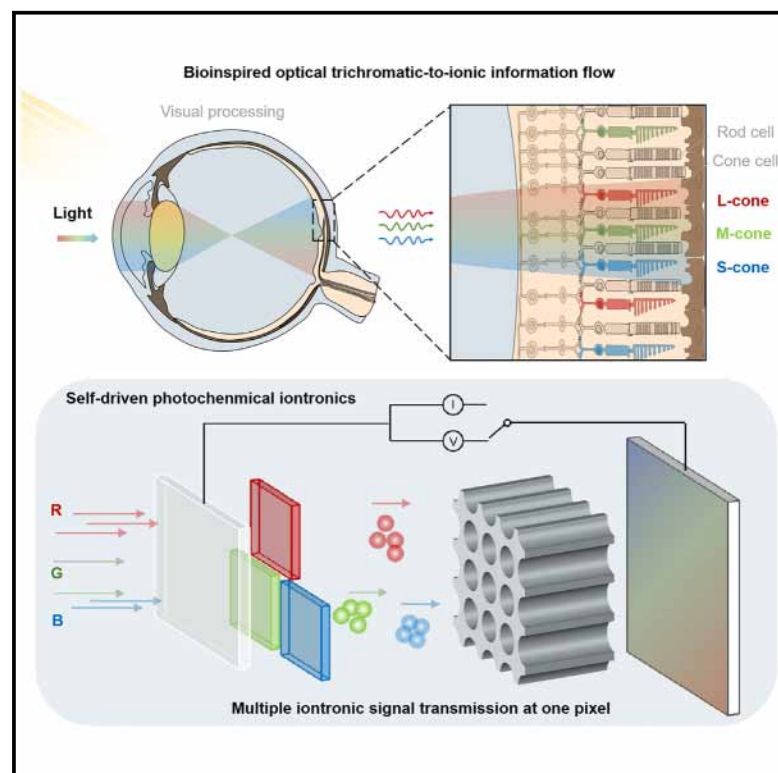 Bioinspired optical trichromatic-to-ionic information flow
Visual processing
Light
Rod cell
Cone cell
L-cone
M-cone
S-cone
Self-driven photochenmical iontronics
I
V
R
G
B
Multiple iontronic signal transmission at one pixel